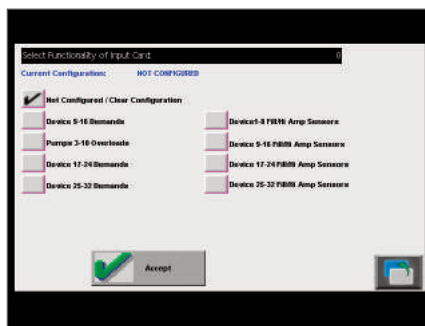 Select Functionality of Input Card: 0
Current Configuration: NOT CONFIGURED
Not Configured / Clear Configuration
Device 9-16 Demands
Device1-8 Fill/Hi Amp Sensors
Pumps 3-10 Overloads
Device 9-16 Fill/Hi Amp Sensors
Device 17-24 Demands
Device 17-24 Fill/Hi Amp Sensors
Device 25-32 Demands
Device 25-32 Fill/Hi Amp Sensors
Accept